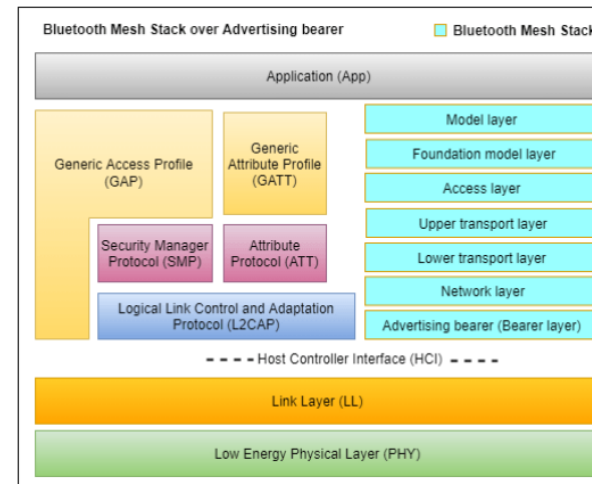 Bluetooth Mesh Stack over Advertising bearer
Bluetooth Mesh Stack
Application (App)
Generic Access Profile
(GAP)
Generic
Attribute Profile
(GATT)
Security Manager
Protocol (SMP)
Attribute
Protocol (ATT)
Logical Link Control and Adaptation
Protocol (L2CAP)
Model layer
Foundation model layer
Access layer
Upper transport layer
Lower transport layer
Network layer
Advertising bearer (Bearer layer)
Host Controller Interface (HCI)
Link Layer (LL)
Low Energy Physical Layer (PHY)